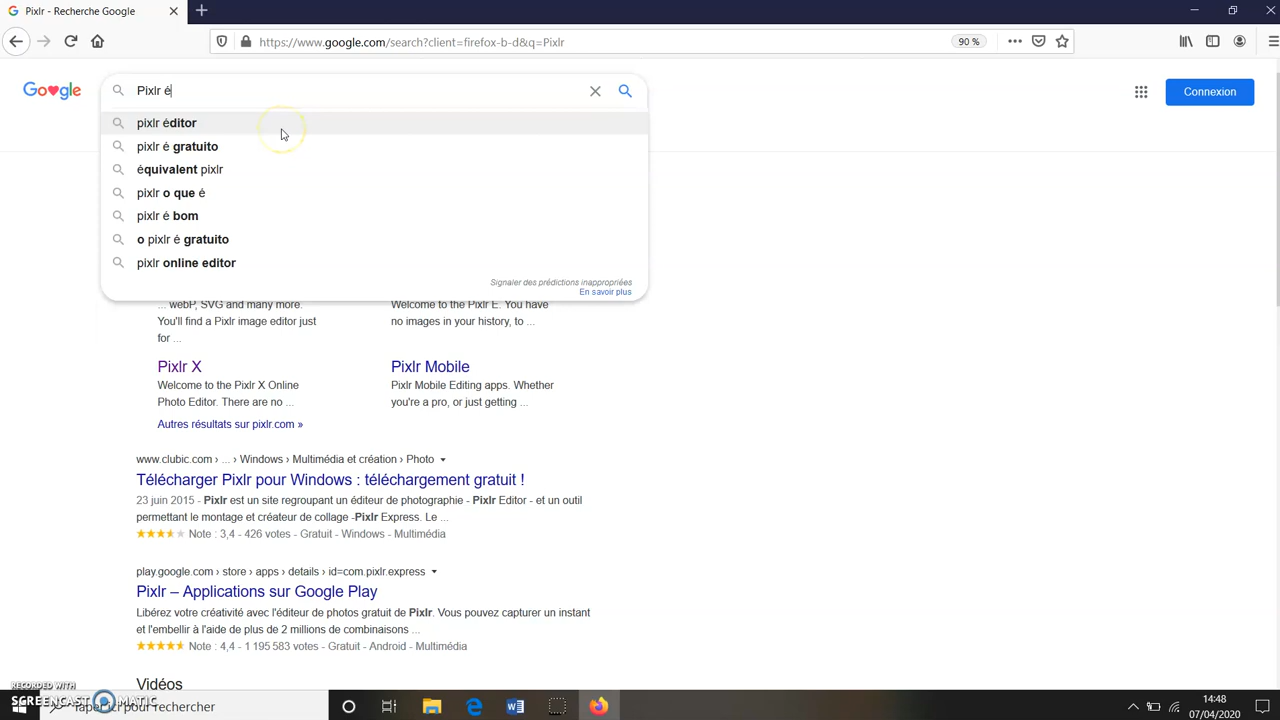 Pixlr - Recherche Google
https://www.google.com/search?client=firefox-b-d&q=Pixlr
90 %
Google
Pixlr é
Connexion
pixlr éditor
pixlr é gratuito
équivalent pixlr
pixlr o que é
pixlr é bom
o pixlr é gratuito
pixlr online editor
Signaler des prédictions inappropriées
En savoir plus
... webP, SVG and many more.
You'll find a Pixlr image editor just
for ...
Welcome to the Pixlr E. You have
no images in your history, to ...
Pixlr X
Welcome to the Pixlr X Online
Photo Editor. There are no ...
Pixlr Mobile
Pixlr Mobile Editing apps. Whether
you're a pro, or just getting ...
Autres résultats sur pixlr.com »
www.clubic.com › ... › Windows › Multimédia et création › Photo
Télécharger Pixlr pour Windows : téléchargement gratuit !
23 juin 2015 - Pixlr est un site regroupant un éditeur de photographie - Pixlr Editor - et un outil
permettant le montage et créateur de collage -Pixlr Express. Le ...
Note : 3,4 - 426 votes - Gratuit - Windows - Multimédia
play.google.com › store › apps › details › id=com.pixlr.express
Pixlr – Applications sur Google Play
Libérez votre créativité avec l'éditeur de photos gratuit de Pixlr. Vous pouvez capturer un instant
et l'embellir à l'aide de plus de 2 millions de combinaisons ...
Note : 4,4 - 1 195 583 votes - Gratuit - Android - Multimédia
Vidéos
RECORDED WITH
SCREENCAST MATIC
Taper ici pour rechercher
14:48
07/04/2020